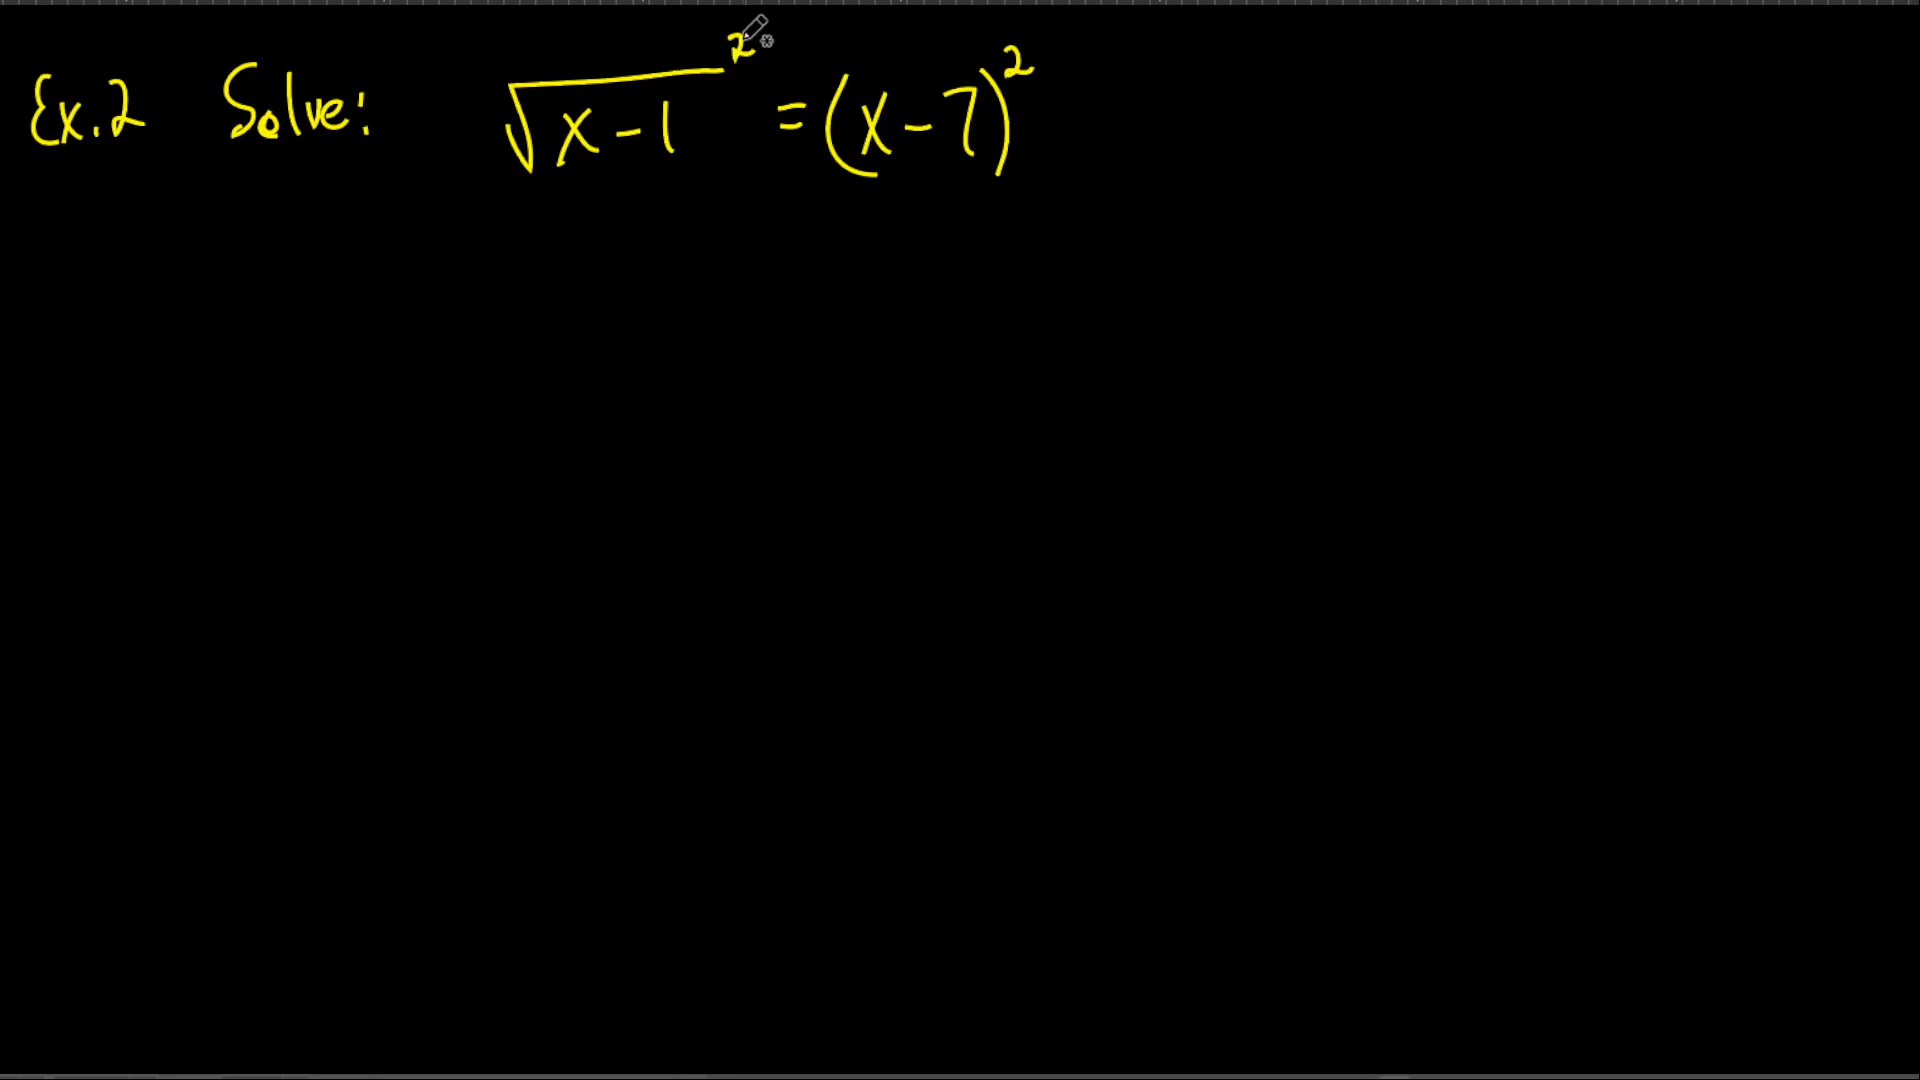 Ex.2 Solve: √(x-1)² = (x-7)²